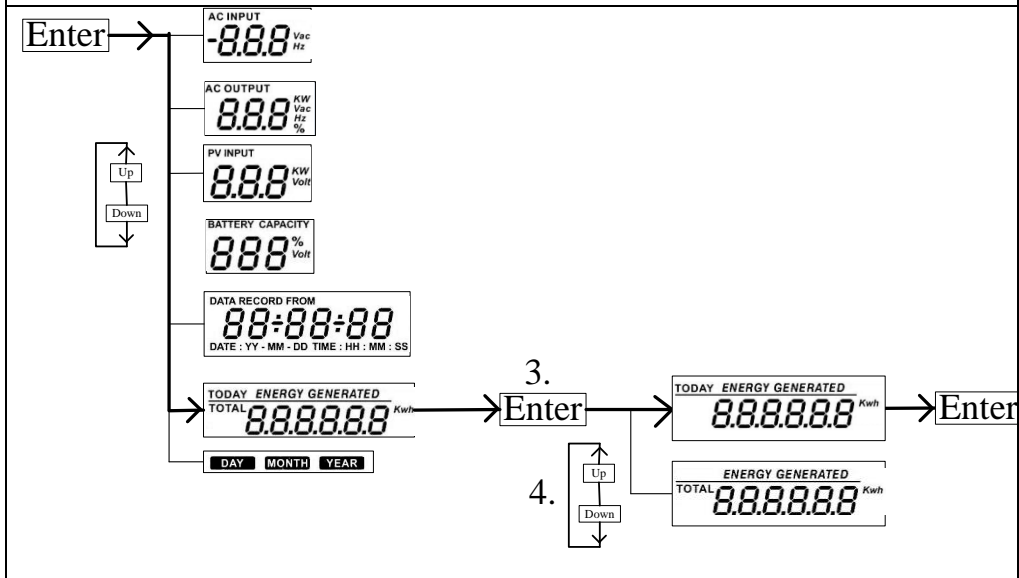 Enter
AC INPUT
-8.8.8 Vac
Hz
AC OUTPUT
8.8.8 KW
Vac
Hz
%
PV INPUT
8.8.8 KW
Volt
Up
Down
BATTERY CAPACITY
888 %
Volt
DATA RECORD FROM
88:88:88
DATE : YY - MM - DD TIME : HH : MM : SS
TODAY ENERGY GENERATED
TOTAL 8.8.8.8.8.8 Kwh
DAY MONTH YEAR
3.
Enter
4.
Up
Down
TODAY ENERGY GENERATED
8.8.8.8.8.8 Kwh
ENERGY GENERATED
TOTAL 8.8.8.8.8.8 Kwh
Enter